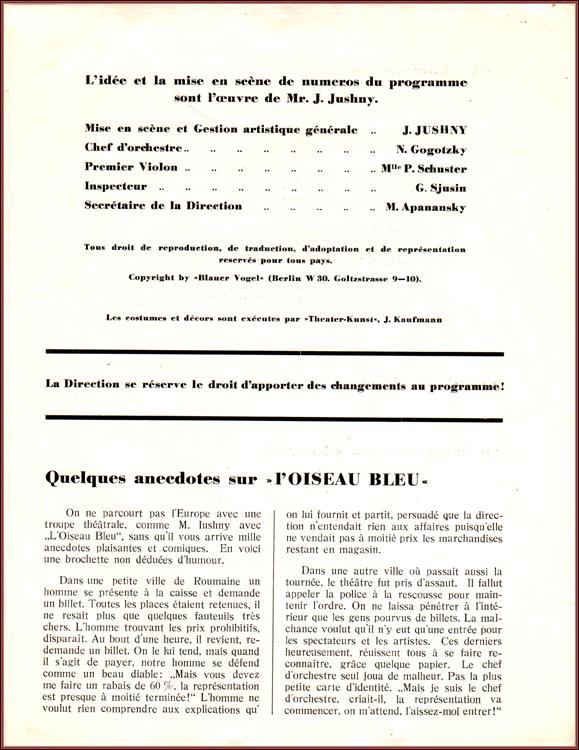 L'idée et la mise en scène de numeros du programme
sont l'œuvre de Mr. J. Jushny.
Mise en scène et Gestion artistique générale .. J. JUSHNY
Chef d'orchestre .. .. .. .. .. .. .. N. Gogotzky
Premier Violon .. .. .. .. .. .. .. .. Mlle P. Schuster
Inspecteur .. .. .. .. .. .. .. .. .. G. Sjusin
Secrétaire de la Direction .. .. .. .. .. M. Apanansky
Tous droit de reproduction, de traduction, d'adoptation et de représentation
reservés pour tous pays.
Copyright by »Blauer Vogel« (Berlin W 30. Goltzstrasse 9—10).
Les costumes et décors sont exécutes par »Theater-Kunst«, J. Kaufmann
La Direction se réserve le droit d'apporter des changements au programme!
Quelques anecdotes sur »l'OISEAU BLEU«
On ne parcourt pas l'Europe avec une
troupe théâtrale, comme M. Iushny avec
„L'Oiseau Bleu", sans qu'il vous arrive mille
anecdotes plaisantes et comiques. En voici
une brochette non déduées d'humour.
Dans une petite ville de Roumaine un
homme se présente à la caisse et demande
un billet. Toutes les places étaient retenues, il
ne resait plus que quelques fauteuils très
chers. L'homme trouvant les prix prohibitifs,
disparaît. Au bout d'une heure, il revient, re-
demande un billet. On le lui tend, mais quand
il s'agit de payer, notre homme se défend
comme un beau diable: „Mais vous devez
me faire un rabais de 60 %, la représentation
est presque à moitié terminée!" L'homme ne
voulut rien comprendre aux explications qu'
on lui fournit et partit, persuadé que la direc-
tion n'entendait rien aux affaires puisqu'elle
ne vendait pas à moitié prix les marchandises
restant en magasin.
Dans une autre ville où passait aussi la
tournée, le théâtre fut pris d'assaut. Il fallut
appeler la police à la rescousse pour main-
tenir l'ordre. On ne laissa pénétrer à l'inté-
rieur que les gens pourvus de billets. La mal-
chance voulut qu'il n'y eut qu'une entrée pour
les spectateurs et les artistes. Ces derniers
heureusement, réuissent tous à se faire re-
connaître, grâce quelque papier. Le chef
d'orchestre seul joua de malheur. Pas la plus
petite carte d'identité. „Mais je suis le chef
d'orchestre, criait-il, la représentation va
commencer, on m'attend, l'aissez-moi entrer!"